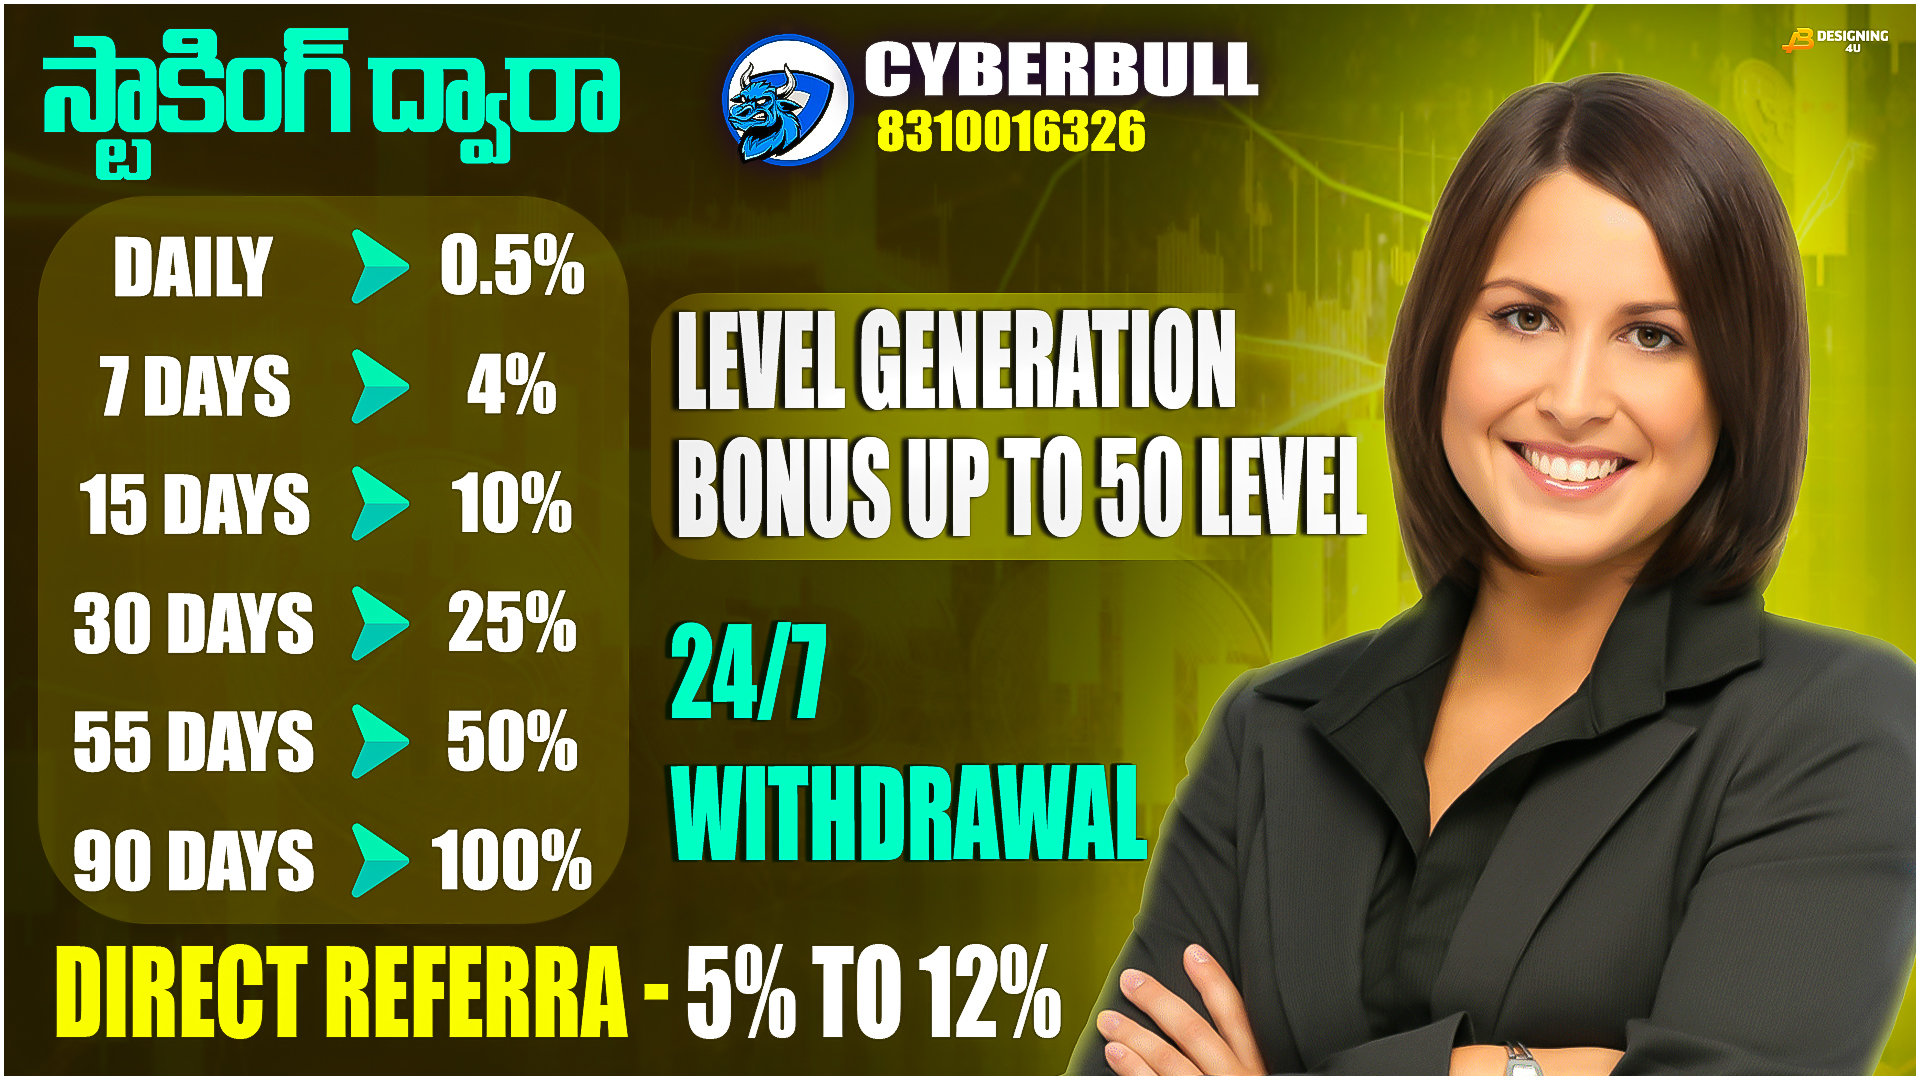 స్టాకింగ్ ద్వారా
CYBERBULL
8310016326
DESIGNING
4U
DAILY 0.5%
7 DAYS 4%
15 DAYS 10%
30 DAYS 25%
55 DAYS 50%
90 DAYS 100%
LEVEL GENERATION
BONUS UP TO 50 LEVEL
24/7
WITHDRAWAL
DIRECT REFERRA - 5% TO 12%